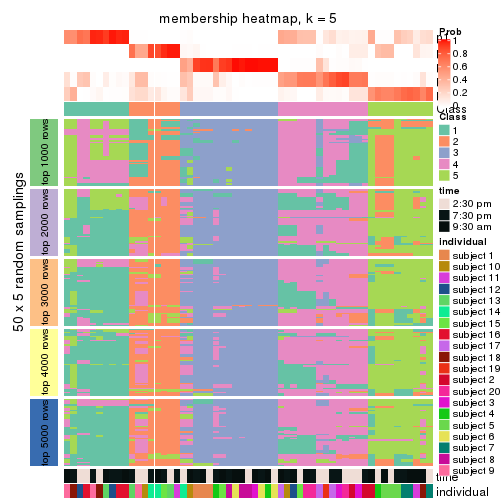 membership heatmap, k = 5
50 x 5 random samplings
top 1000 rows
top 2000 rows
top 3000 rows
top 4000 rows
top 5000 rows
Class
time
individual
Prob
1
0.8
0.6
0.4
0.2
0
Class
1
2
3
4
5
time
2:30 pm
7:30 pm
9:30 am
individual
subject 1
subject 10
subject 11
subject 12
subject 13
subject 14
subject 15
subject 16
subject 17
subject 18
subject 19
subject 2
subject 20
subject 3
subject 4
subject 5
subject 6
subject 7
subject 8
subject 9